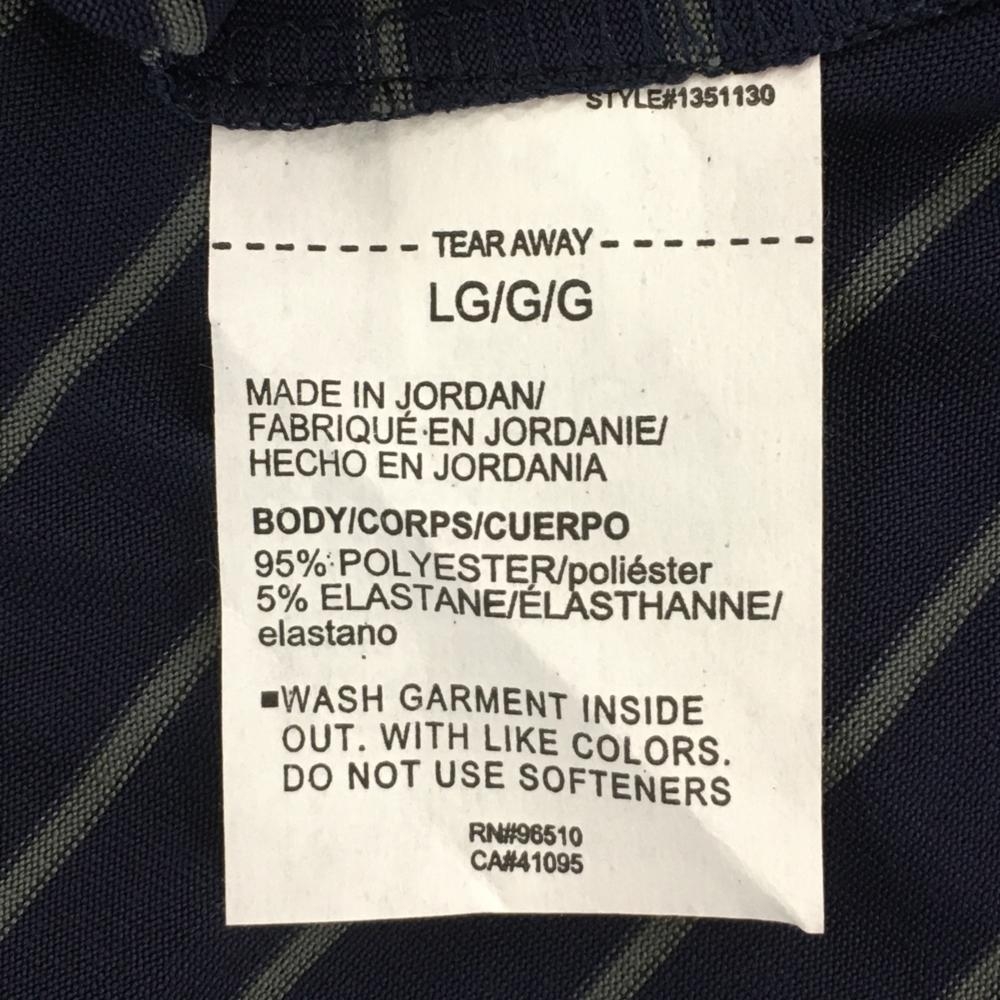 STYLE#1351130
TEAR AWAY
LG/G/G
MADE IN JORDAN/
FABRIQUÉ EN JORDANIE/
HECHO EN JORDANIA
BODY/CORPS/CUERPO
95% POLYESTER/poliéster
5% ELASTANE/ÉLASTHANNE/
elastano
■WASH GARMENT INSIDE
OUT. WITH LIKE COLORS.
DO NOT USE SOFTENERS
RN#96510
CA#41095